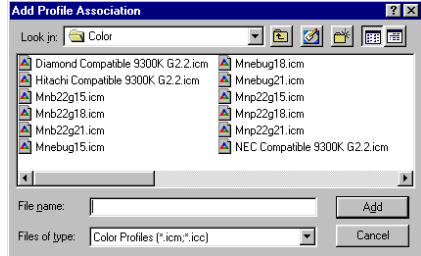 Add Profile Association
Look in: Color
Diamond Compatible 9300K G2.2.icm
Hitachi Compatible 9300K G2.2.icm
Mnb22g15.icm
Mnb22g18.icm
Mnb22g21.icm
Mnebug15.icm
Mnebug18.icm
Mnebug21.icm
Mnp22g15.icm
Mnp22g18.icm
Mnp22g21.icm
NEC Compatible 9300K G2.2.icm
File name:
Add
Files of type: Color Profiles (*.icm;*.icc)
Cancel